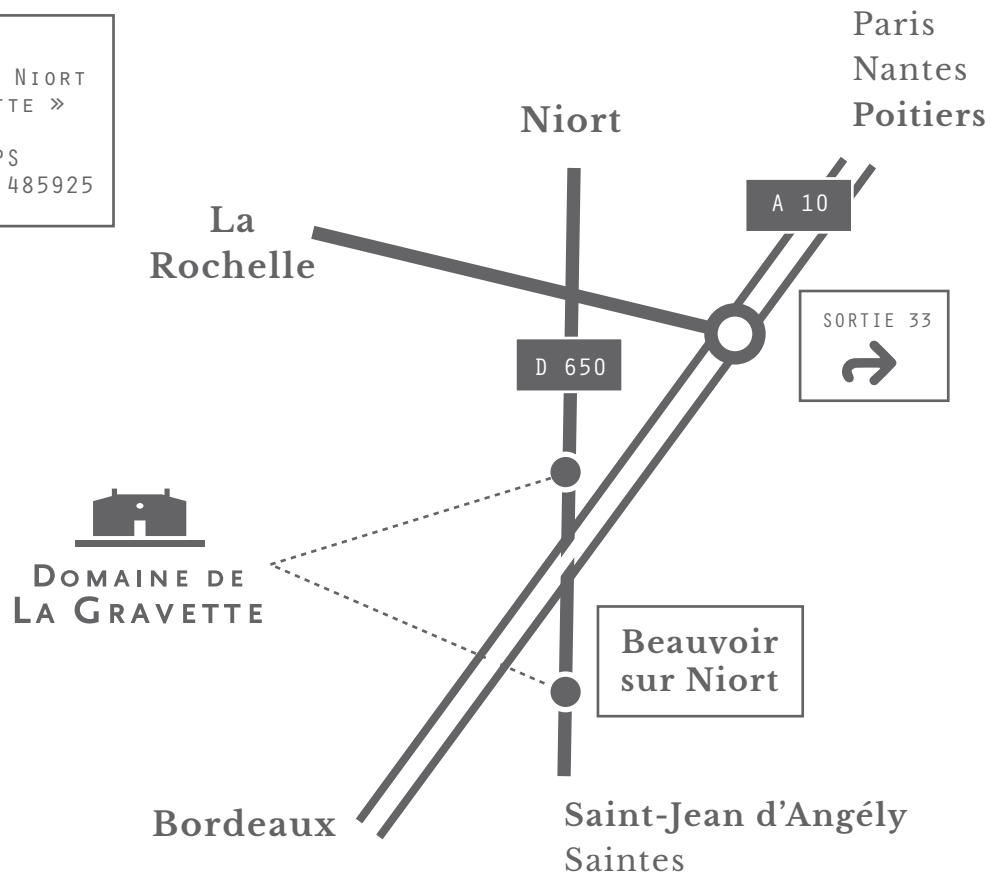 NIORT
»
485925
Paris
Nantes
Poitiers
Niort
A 10
La
Rochelle
SORTIE 33
D 650
DOMAINE DE
LA GRAVETTE
Beauvoir
sur Niort
Bordeaux
Saint-Jean d'Angély
Saintes